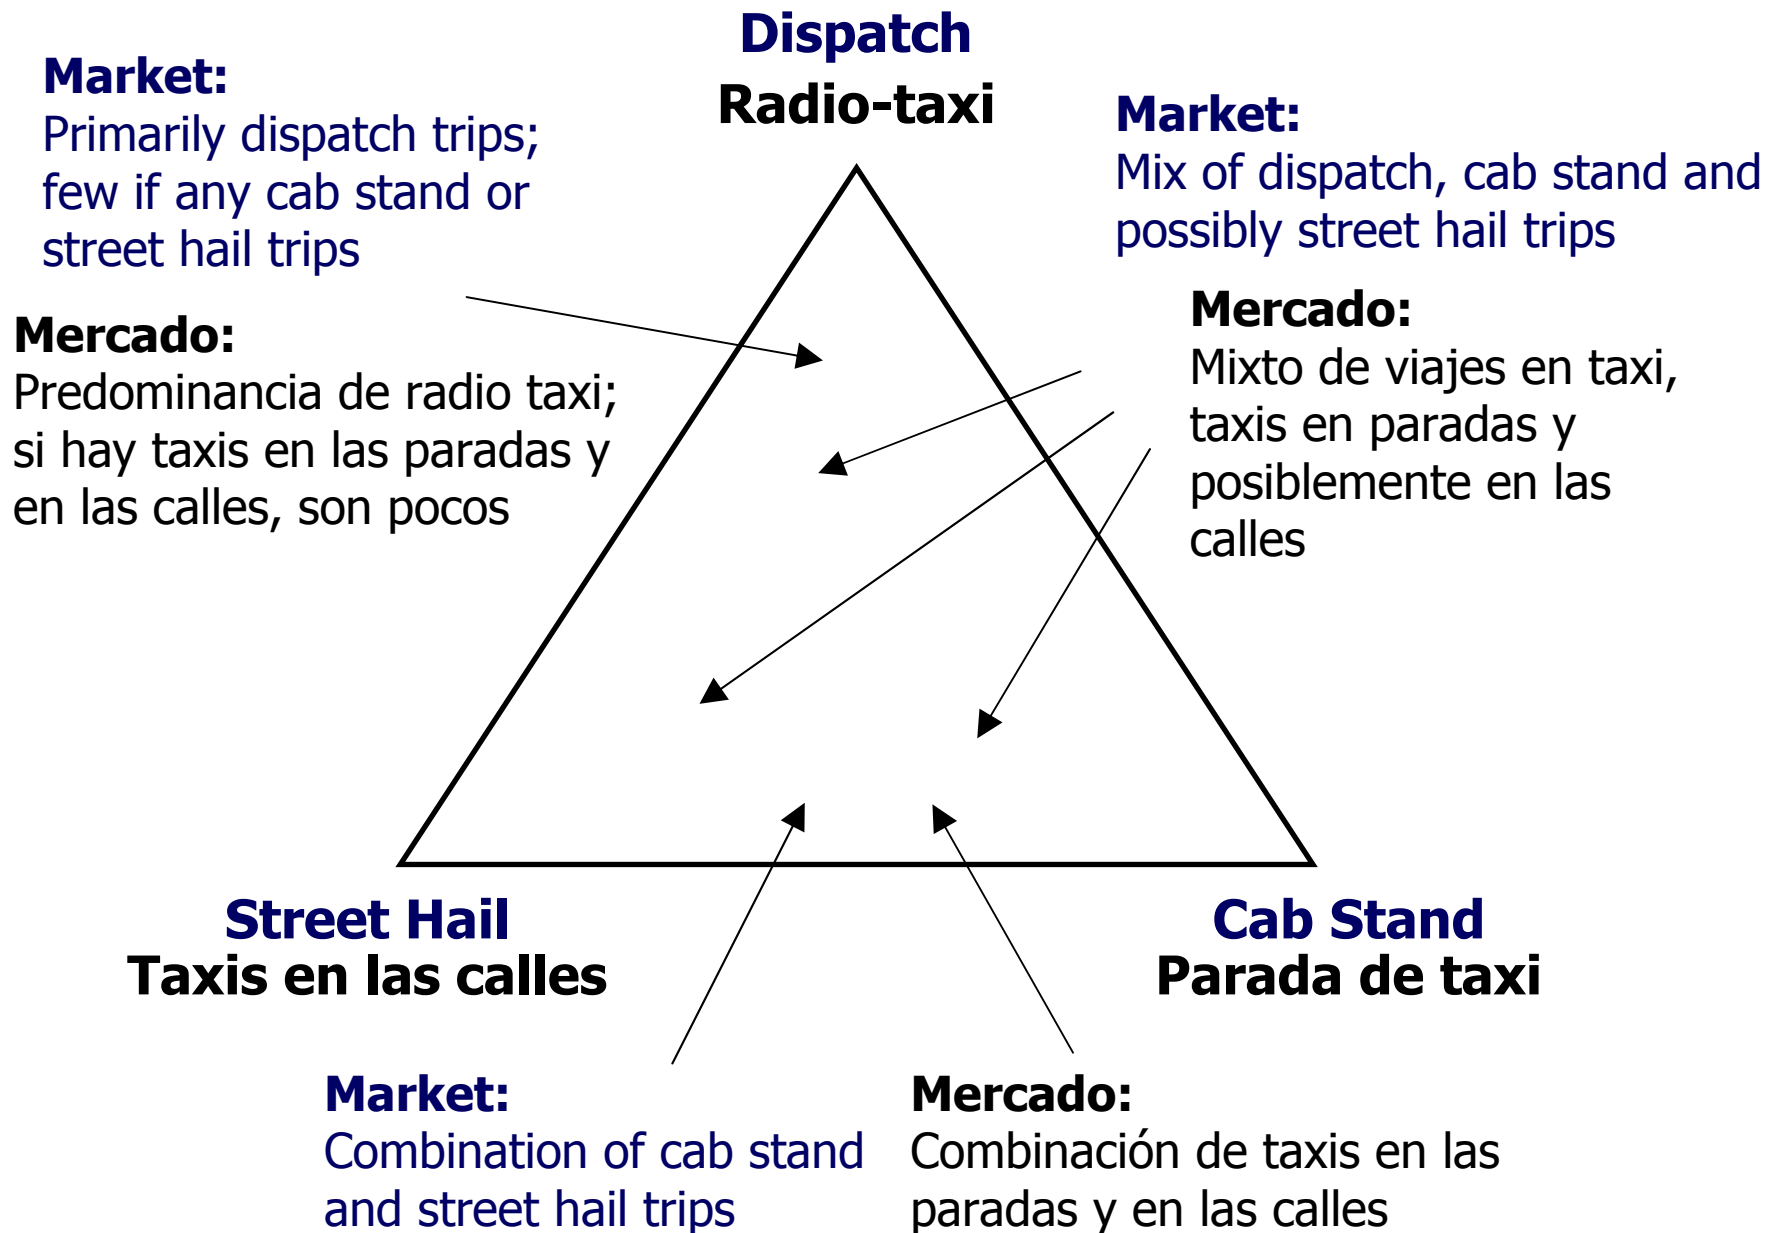 Dispatch
Radio-taxi
Market:
Primarily dispatch trips;
few if any cab stand or
street hail trips
Mercado:
Predominancia de radio taxi;
si hay taxis en las paradas y
en las calles, son pocos
Market:
Mix of dispatch, cab stand and
possibly street hail trips
Mercado:
Mixto de viajes en taxi,
taxis en paradas y
posiblemente en las
calles
Street Hail
Taxis en las calles
Cab Stand
Parada de taxi
Market:
Combination of cab stand
and street hail trips
Mercado:
Combinación de taxis en las
paradas y en las calles